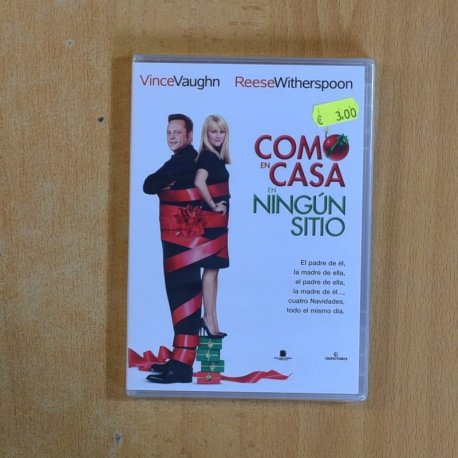 VinceVaughn ReeseWitherspoon
€ 3,00
COMO
EN CASA
EN
NINGÚN
SITIO
El padre de él,
la madre de ella,
el padre de ella,
la madre de él...,
cuatro Navidades,
todo el mismo día.
TRIPICTURES